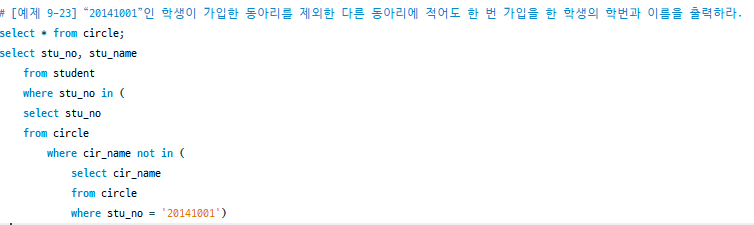 # [예제 9-23] “20141001”인 학생이 가입한 동아리를 제외한 다른 동아리에 적어도 한 번 가입을 한 학생의 학번과 이름을 출력하라.
select * from circle;
select stu_no, stu_name
from student
where stu_no in (
select stu_no
from circle
where cir_name not in (
select cir_name
from circle
where stu_no = '20141001')